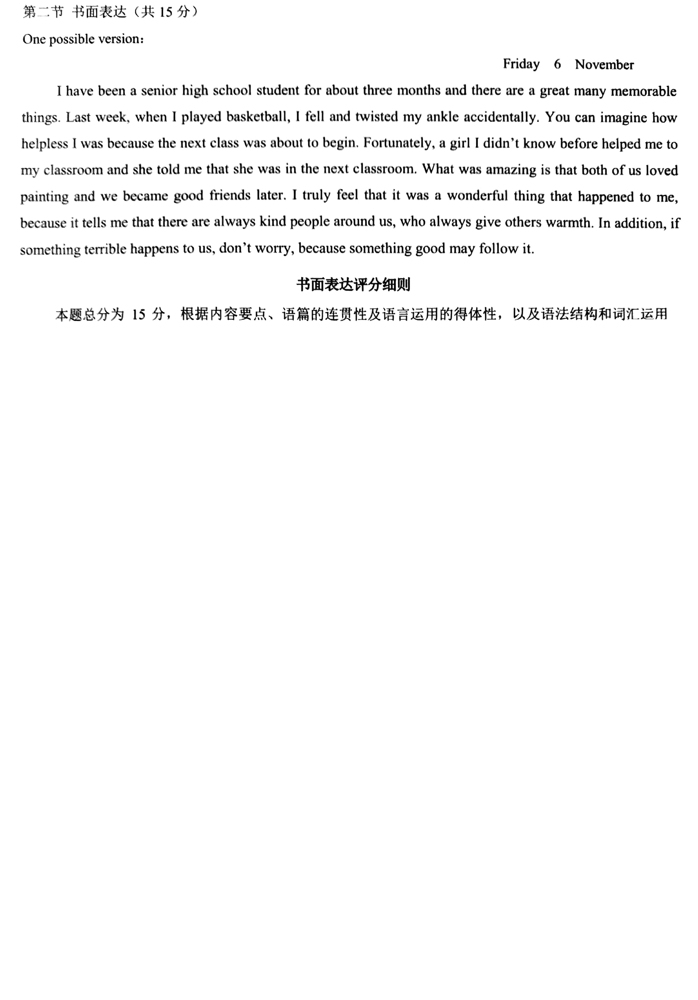 第二节 书面表达（共 15 分）
One possible version：
Friday 6 November
I have been a senior high school student for about three months and there are a great many memorable
things. Last week, when I played basketball, I fell and twisted my ankle accidentally. You can imagine how
helpless I was because the next class was about to begin. Fortunately, a girl I didn't know before helped me to
my classroom and she told me that she was in the next classroom. What was amazing is that both of us loved
painting and we became good friends later. I truly feel that it was a wonderful thing that happened to me,
because it tells me that there are always kind people around us, who always give others warmth. In addition, if
something terrible happens to us, don't worry, because something good may follow it.
书面表达评分细则
本题总分为 15 分，根据内容要点、语篇的连贯性及语言运用的得体性，以及语法结构和词汇运用